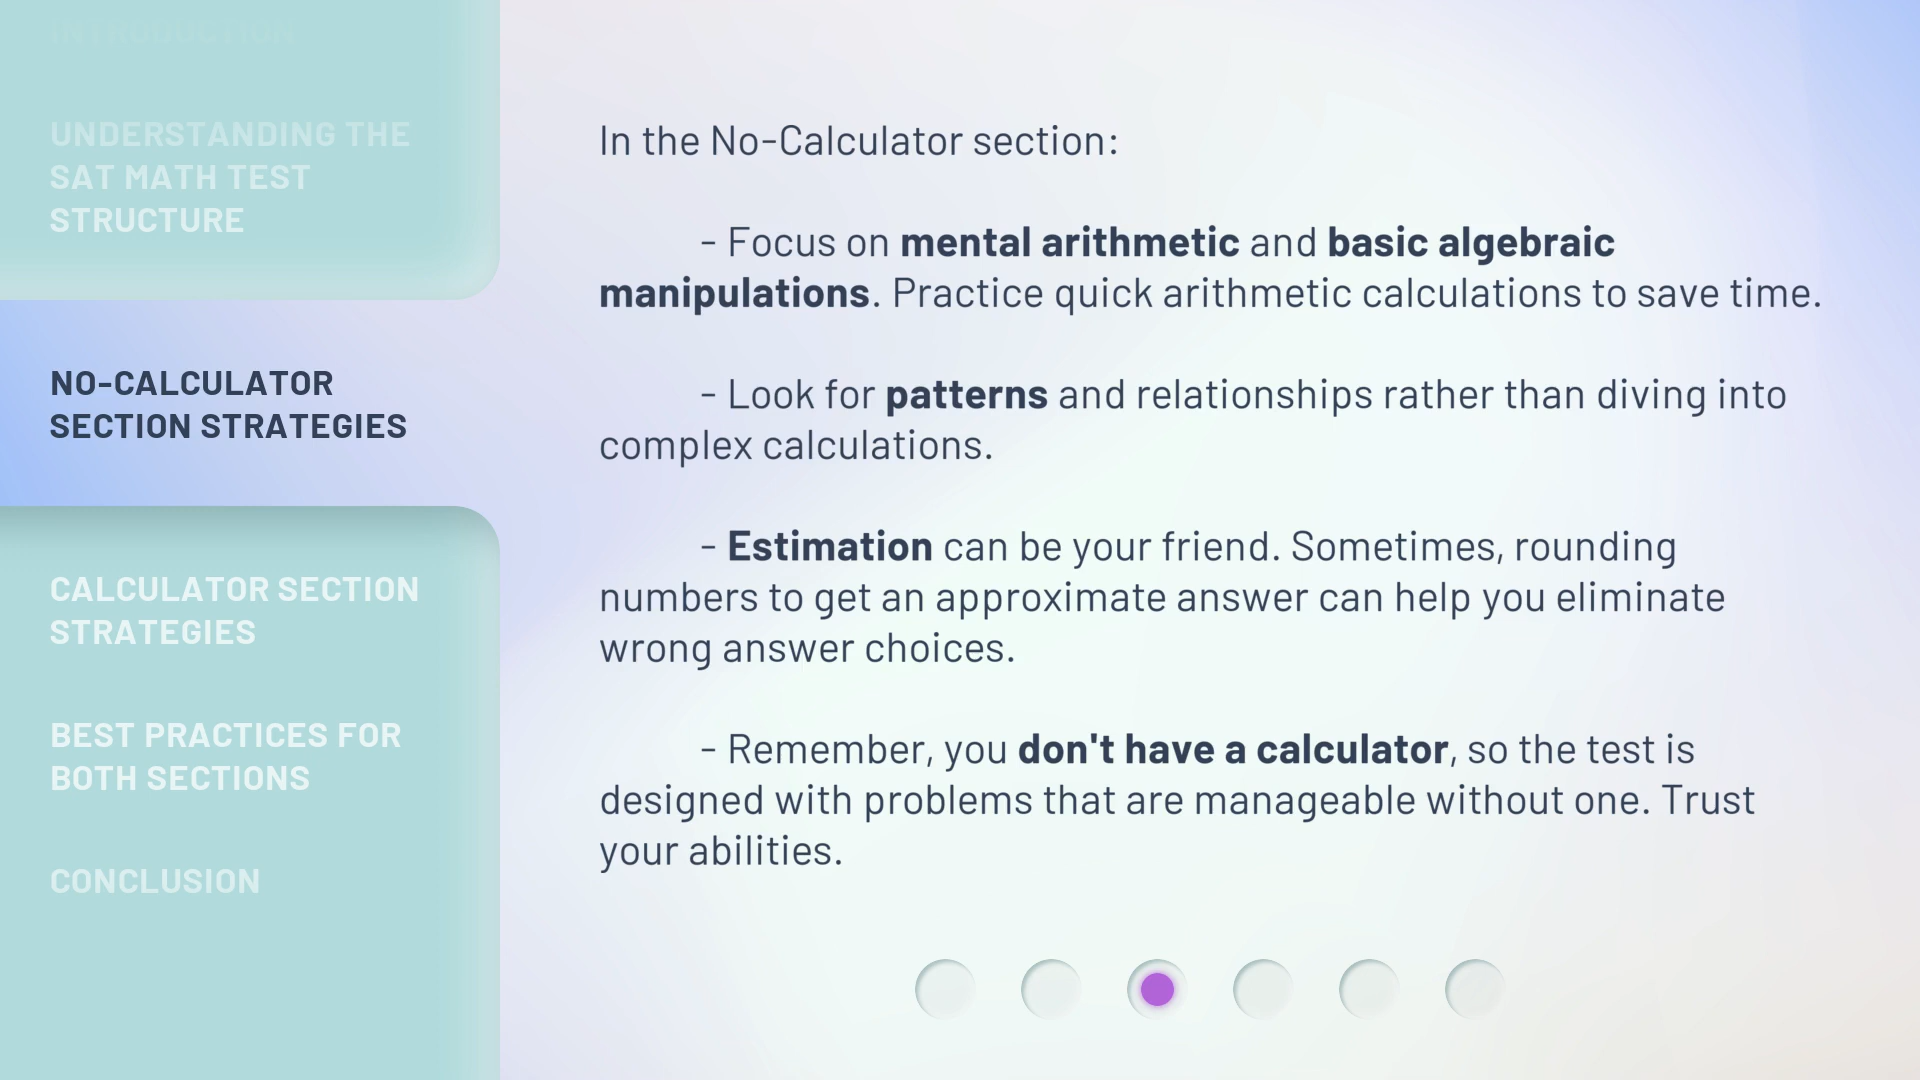 INTRODUCTION
UNDERSTANDING THE
SAT MATH TEST
STRUCTURE
NO-CALCULATOR
SECTION STRATEGIES
CALCULATOR SECTION
STRATEGIES
BEST PRACTICES FOR
BOTH SECTIONS
CONCLUSION
In the No-Calculator section:
- Focus on mental arithmetic and basic algebraic
manipulations. Practice quick arithmetic calculations to save time.
- Look for patterns and relationships rather than diving into
complex calculations.
- Estimation can be your friend. Sometimes, rounding
numbers to get an approximate answer can help you eliminate
wrong answer choices.
- Remember, you don't have a calculator, so the test is
designed with problems that are manageable without one. Trust
your abilities.